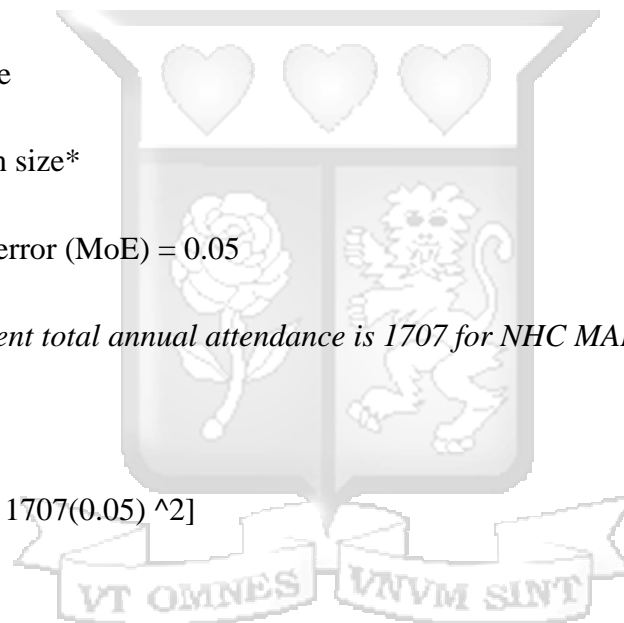 e
n size*
error (MoE) = 0.05
ent total annual attendance is 1707 for NHC MA
1707(0.05) ^2]
VT OMNES VNVM SINT